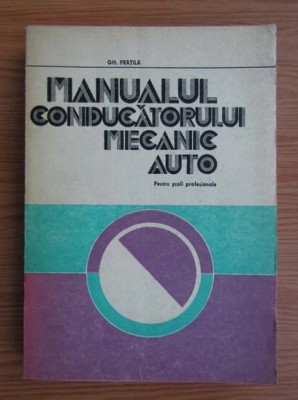 GH. FRĂȚILĂ
MANUALUL
CONDUCĂTORULUI
MECANIC
AUTO
Pentru școli profesionale